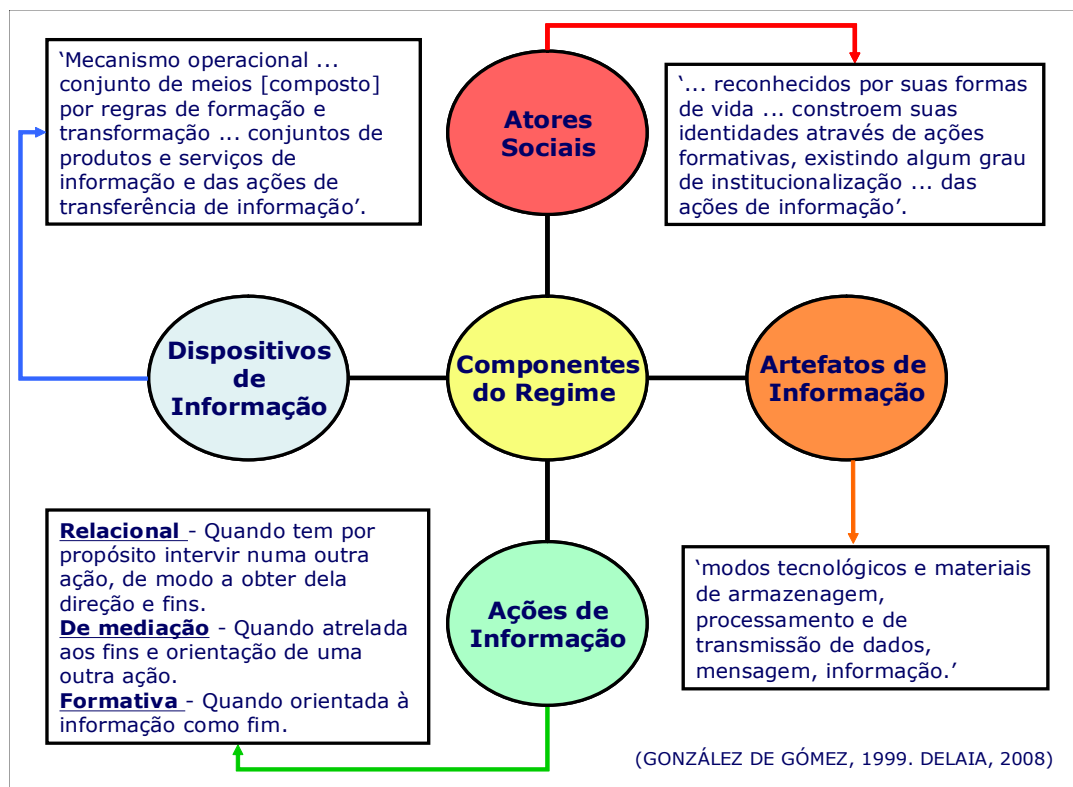 ‘Mecanismo operacional ...
conjunto de meios [composto]
por regras de formação e
transformação ... conjuntos de
produtos e serviços de
informação e das ações de
transferência de informação’.
Atores
Sociais
‘... reconhecidos por suas formas
de vida ... constroem suas
identidades através de ações
formativas, existindo algum grau
de institucionalização ... das
ações de informação’.
Dispositivos
de
Informação
Componentes
do Regime
Artefatos de
Informação
Relacional - Quando tem por
propósito intervir numa outra
ação, de modo a obter dela
direção e fins.
De mediação - Quando atrelada
aos fins e orientação de uma
outra ação.
Formativa - Quando orientada à
informação como fim.
Ações de
Informação
‘modos tecnológicos e materiais
de armazenagem,
processamento e de
transmissão de dados,
mensagem, informação.’
(GONZÁLEZ DE GÓMEZ, 1999. DELAIA, 2008)